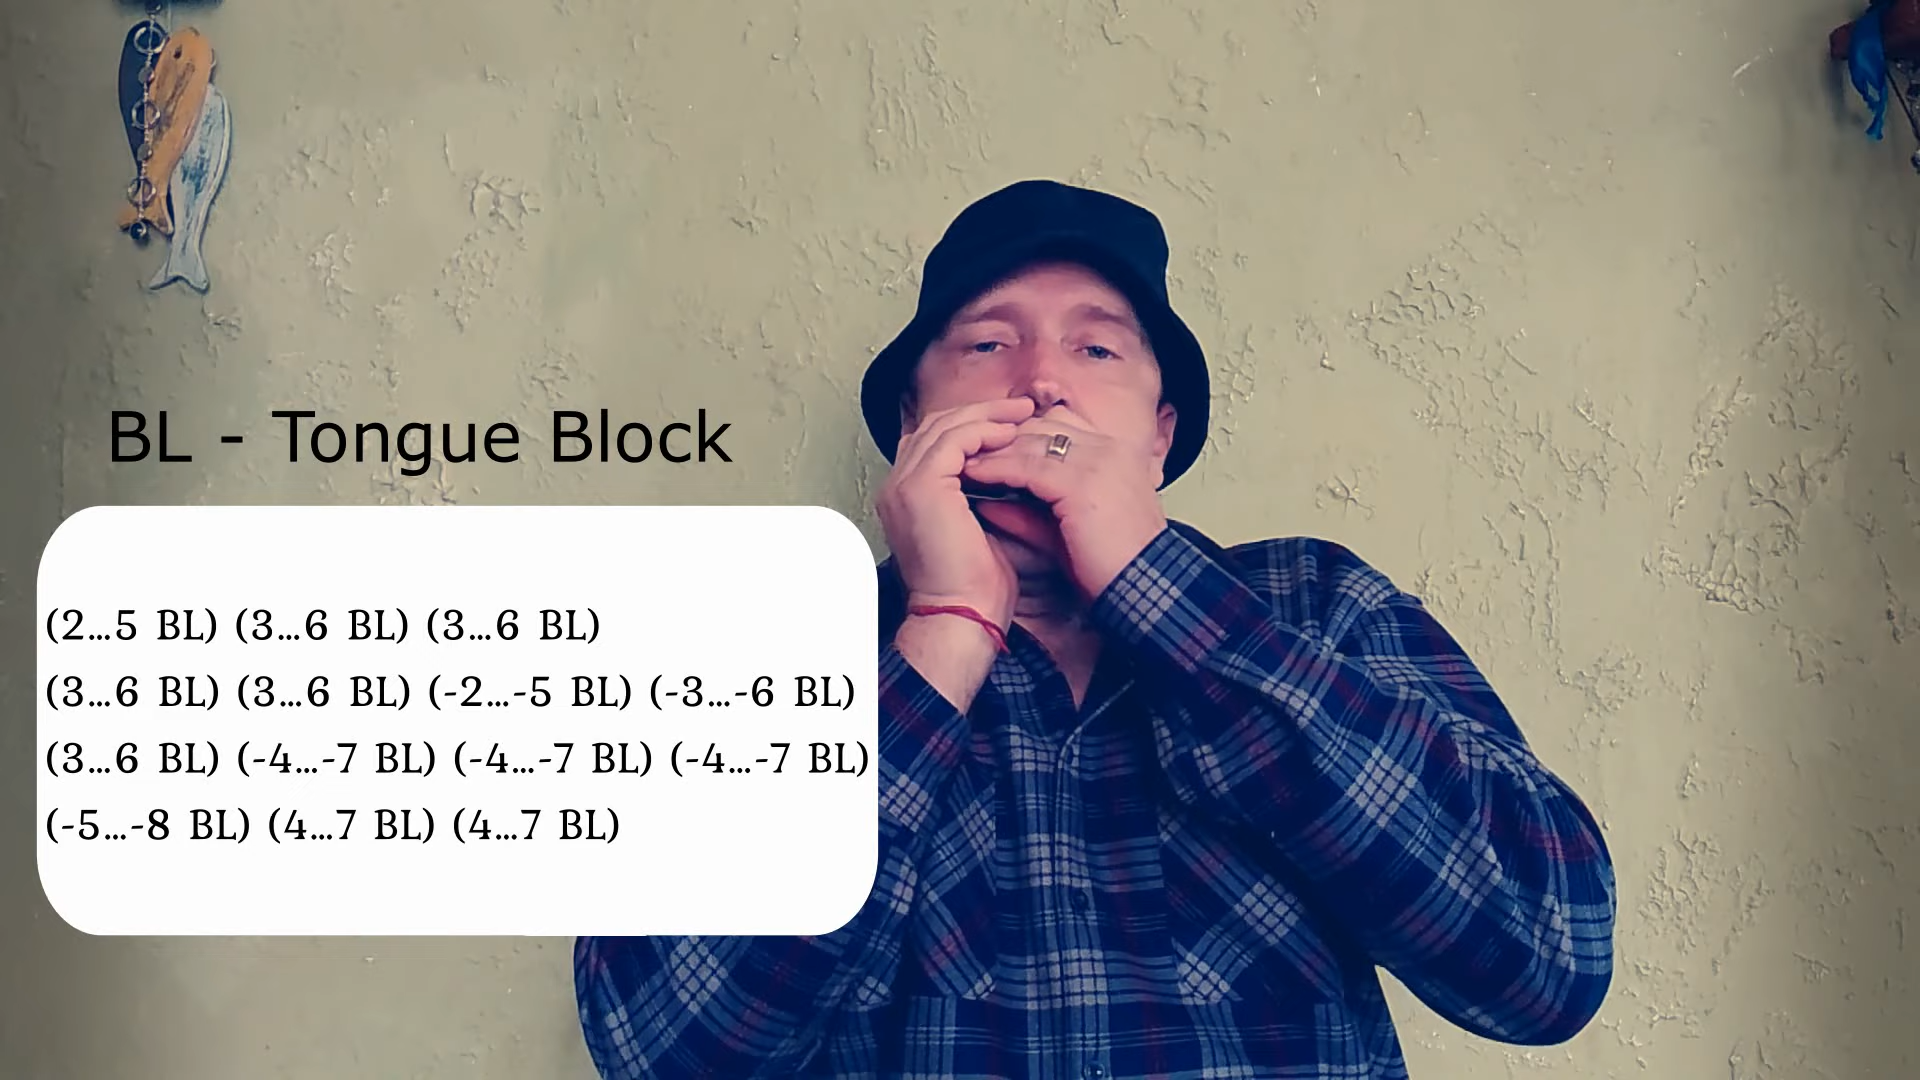 BL - Tongue Block
(2...5 BL) (3...6 BL) (3...6 BL)
(3...6 BL) (3...6 BL) (-2...-5 BL) (-3...-6 BL)
(3...6 BL) (-4...-7 BL) (-4...-7 BL) (-4...-7 BL)
(-5...-8 BL) (4...7 BL) (4...7 BL)